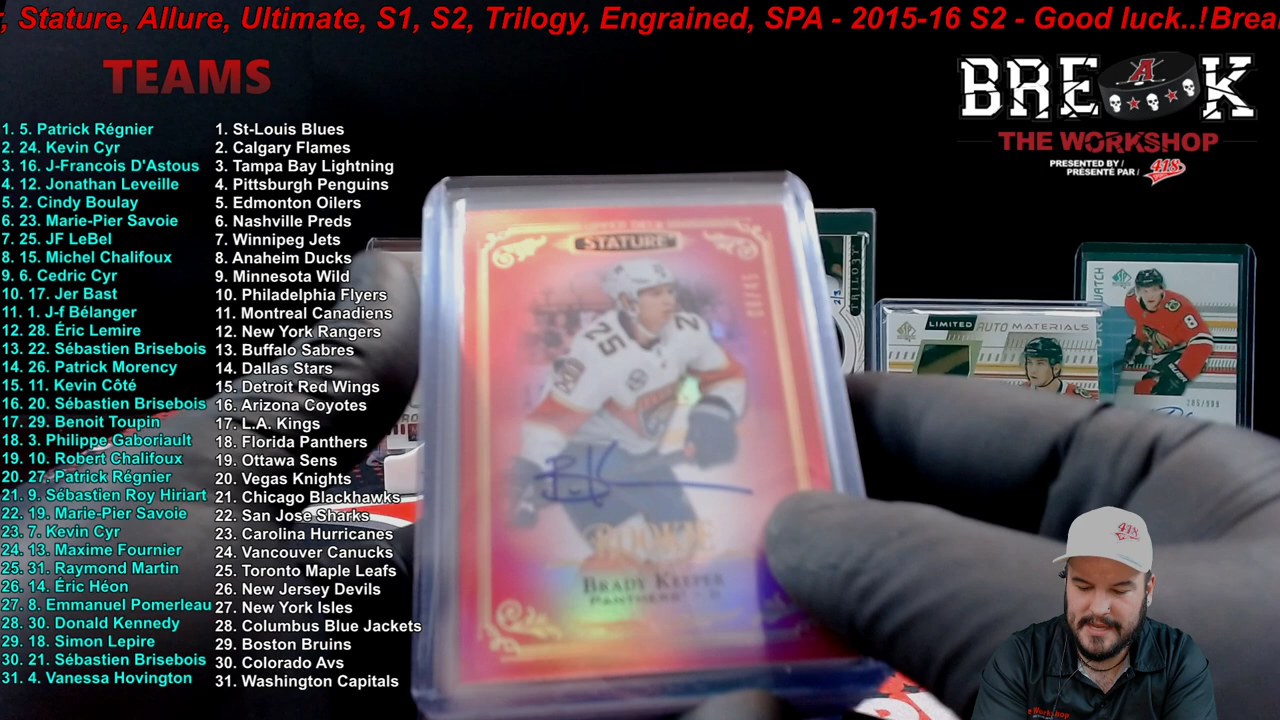 , Stature, Allure, Ultimate, S1, S2, Trilogy, Engrained, SPA - 2015-16 S2 - Good luck..!Brea
TEAMS
1. 5. Patrick Régnier
2. 24. Kevin Cyr
3. 16. J-Francois D'Astous
4. 12. Jonathan Leveille
5. 2. Cindy Boulay
6. 23. Marie-Pier Savoie
7. 25. JF LeBel
8. 15. Michel Chalifoux
9. 6. Cedric Cyr
10. 17. Jer Bast
11. 1. J-f Bélanger
12. 28. Éric Lemire
13. 22. Sébastien Brisebois
14. 26. Patrick Morency
15. 11. Kevin Côté
16. 20. Sébastien Brisebois
17. 29. Benoit Toupin
18. 3. Philippe Gaboriault
19. 10. Robert Chalifoux
20. 27. Patrick Régnier
21. 9. Sébastien Roy Hiriart
22. 19. Marie-Pier Savoie
23. 7. Kevin Cyr
24. 13. Maxime Fournier
25. 31. Raymond Martin
26. 14. Éric Héon
27. 8. Emmanuel Pomerleau
28. 30. Donald Kennedy
29. 18. Simon Lepire
30. 21. Sébastien Brisebois
31. 4. Vanessa Hovington
1. St-Louis Blues
2. Calgary Flames
3. Tampa Bay Lightning
4. Pittsburgh Penguins
5. Edmonton Oilers
6. Nashville Preds
7. Winnipeg Jets
8. Anaheim Ducks
9. Minnesota Wild
10. Philadelphia Flyers
11. Montreal Canadiens
12. New York Rangers
13. Buffalo Sabres
14. Dallas Stars
15. Detroit Red Wings
16. Arizona Coyotes
17. L.A. Kings
18. Florida Panthers
19. Ottawa Sens
20. Vegas Knights
21. Chicago Blackhawks
22. San Jose Sharks
23. Carolina Hurricanes
24. Vancouver Canucks
25. Toronto Maple Leafs
26. New Jersey Devils
27. New York Isles
28. Columbus Blue Jackets
29. Boston Bruins
30. Colorado Avs
31. Washington Capitals
BREAK
THE WORKSHOP
PRESENTED BY /
PRÉSENTÉ PAR /
418
STATURE
25
ROOKIE
BRADY KEEPER
PANTHERS
TRILOGY
LIMITED AUTO MATERIALS
WATCH
8
418